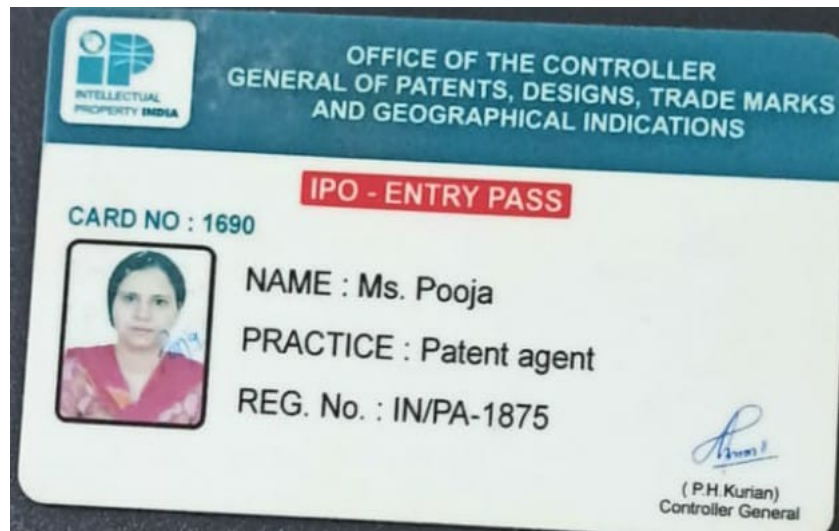 INTELLECTUAL
PROPERTY INDIA
OFFICE OF THE CONTROLLER
GENERAL OF PATENTS, DESIGNS, TRADE MARKS
AND GEOGRAPHICAL INDICATIONS
IPO - ENTRY PASS
CARD NO : 1690
NAME : Ms. Pooja
PRACTICE : Patent agent
REG. No. : IN/PA-1875
( P.H.Kurian)
Controller General